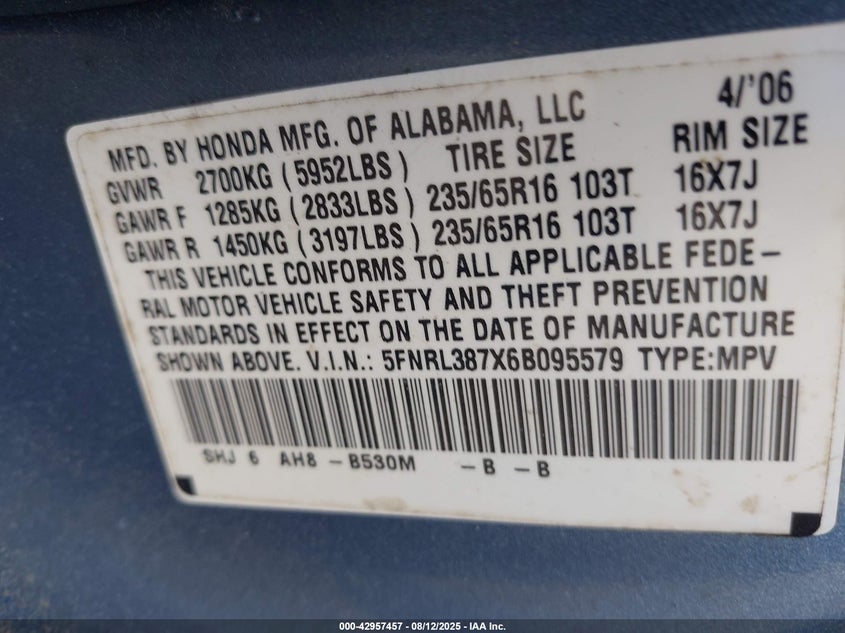 4/'06
MFD. BY HONDA MFG. OF ALABAMA, LLC
GVWR 2700KG (5952LBS) TIRE SIZE RIM SIZE
GAWR F 1285KG (2833LBS) 235/65R16 103T 16X7J
GAWR R 1450KG (3197LBS) 235/65R16 103T 16X7J
THIS VEHICLE CONFORMS TO ALL APPLICABLE FEDE-
RAL MOTOR VEHICLE SAFETY AND THEFT PREVENTION
STANDARDS IN EFFECT ON THE DATE OF MANUFACTURE
SHOWN ABOVE. V.I.N.: 5FNRL387X6B095579 TYPE:MPV
SHJ 6 AH8 - B530M - B - B
000-42957457 - 08/12/2025 - IAA Inc.